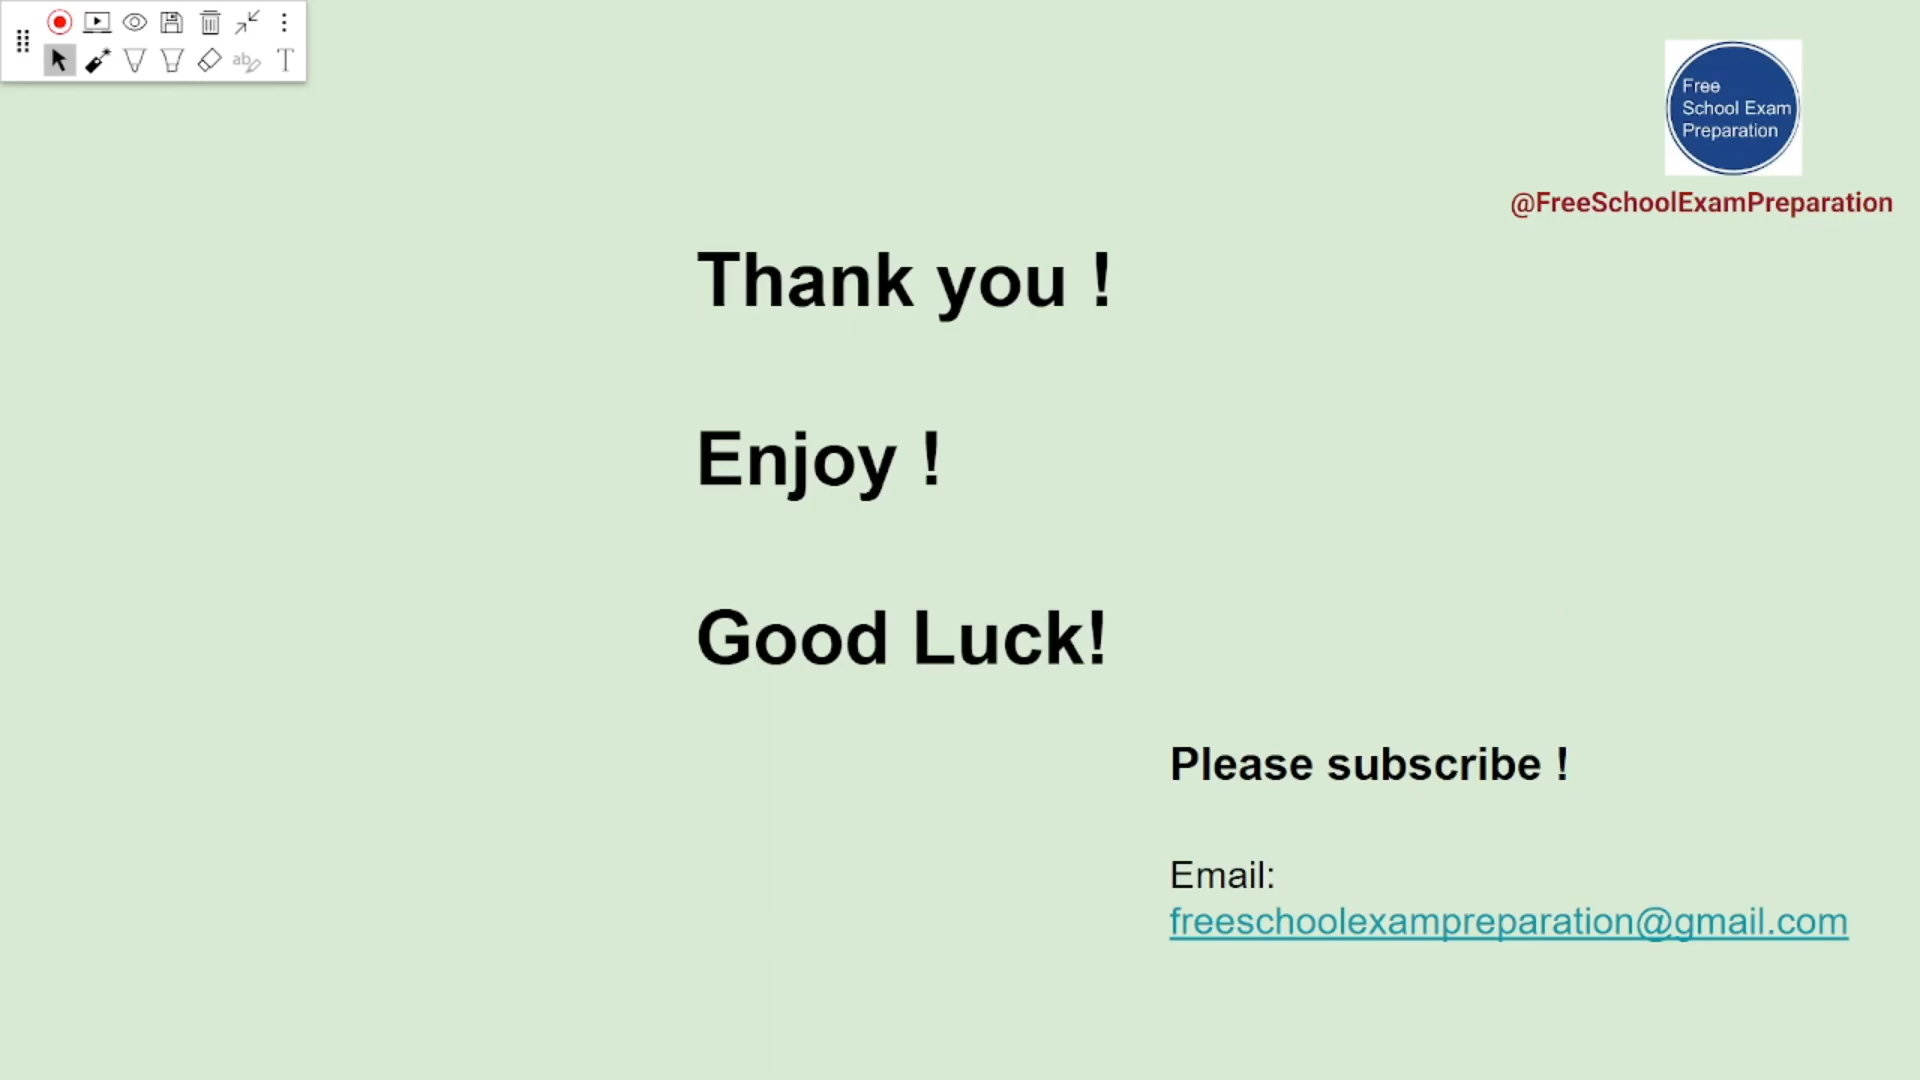 Free
School Exam
Preparation
@FreeSchoolExamPreparation
Thank you !
Enjoy !
Good Luck!
Please subscribe !
Email:
freeschoolexampreparation@gmail.com